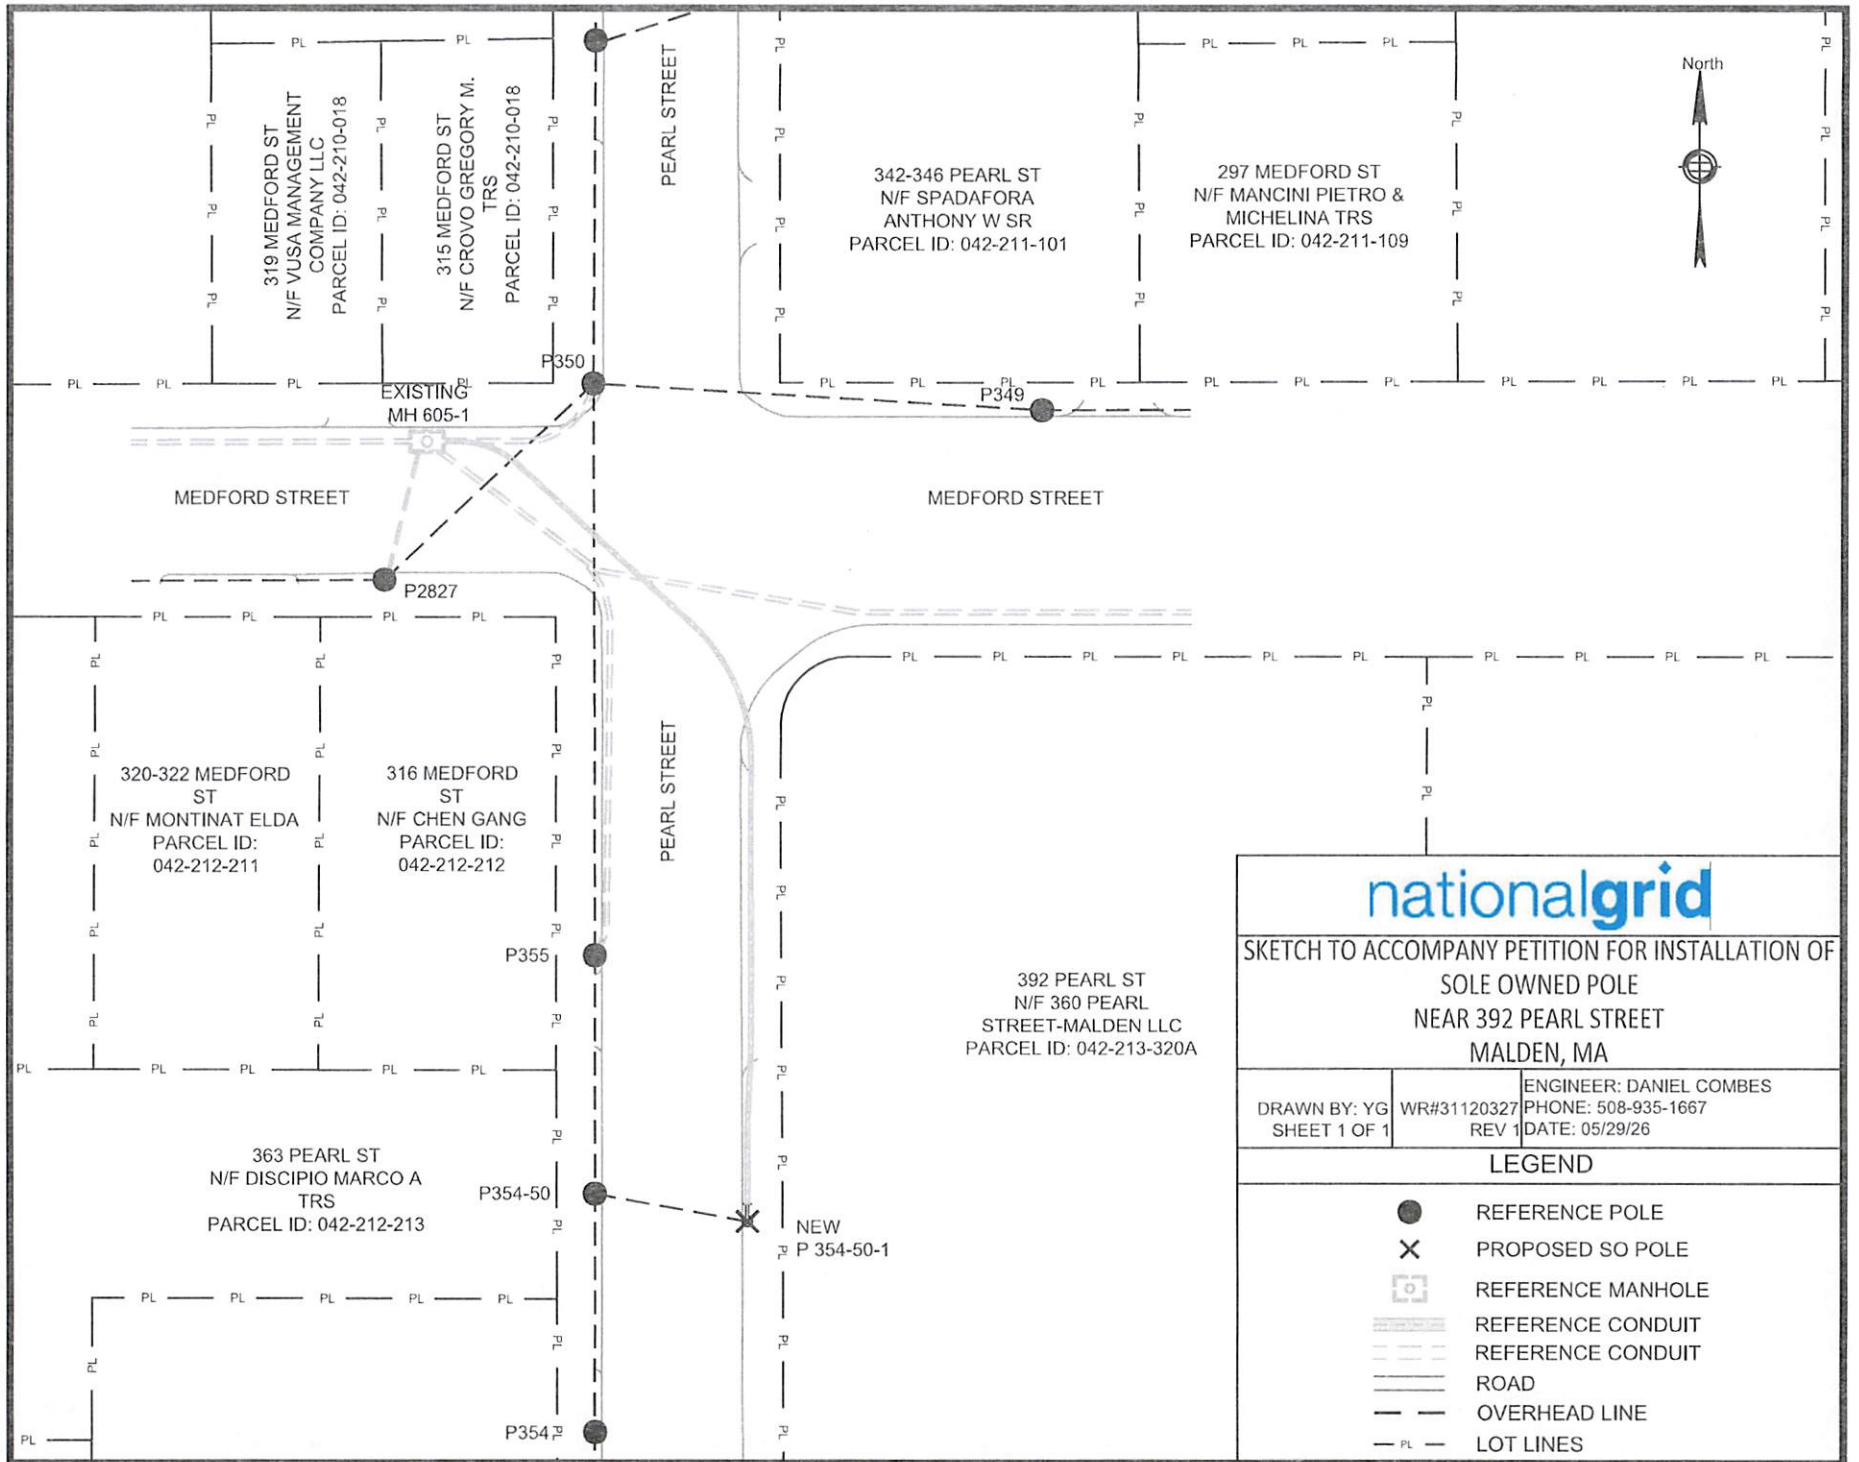 North
PEARL STREET
319 MEDFORD ST
N/F VUSA MANAGEMENT
COMPANY LLC
PARCEL ID: 042-210-018
315 MEDFORD ST
N/F CROVO GREGORY M.
TRS
PARCEL ID: 042-210-018
342-346 PEARL ST
N/F SPADAFORA
ANTHONY W SR
PARCEL ID: 042-211-101
297 MEDFORD ST
N/F MANCINI PIETRO &
MICHELINA TRS
PARCEL ID: 042-211-109
P350
EXISTING
MH 605-1
P349
MEDFORD STREET
MEDFORD STREET
P2827
PEARL STREET
320-322 MEDFORD
ST
N/F MONTINAT ELDA
PARCEL ID:
042-212-211
316 MEDFORD
ST
N/F CHEN GANG
PARCEL ID:
042-212-212
P355
392 PEARL ST
N/F 360 PEARL
STREET-MALDEN LLC
PARCEL ID: 042-213-320A
363 PEARL ST
N/F DISCIPIO MARCO A
TRS
PARCEL ID: 042-212-213
P354-50
NEW
P 354-50-1
P354
nationalgrid
SKETCH TO ACCOMPANY PETITION FOR INSTALLATION OF
SOLE OWNED POLE
NEAR 392 PEARL STREET
MALDEN, MA
DRAWN BY: YG
SHEET 1 OF 1
WR#31120327
REV 1
ENGINEER: DANIEL COMBES
PHONE: 508-935-1667
DATE: 05/29/26
LEGEND
REFERENCE POLE
PROPOSED SO POLE
REFERENCE MANHOLE
REFERENCE CONDUIT
REFERENCE CONDUIT
ROAD
OVERHEAD LINE
PL LOT LINES